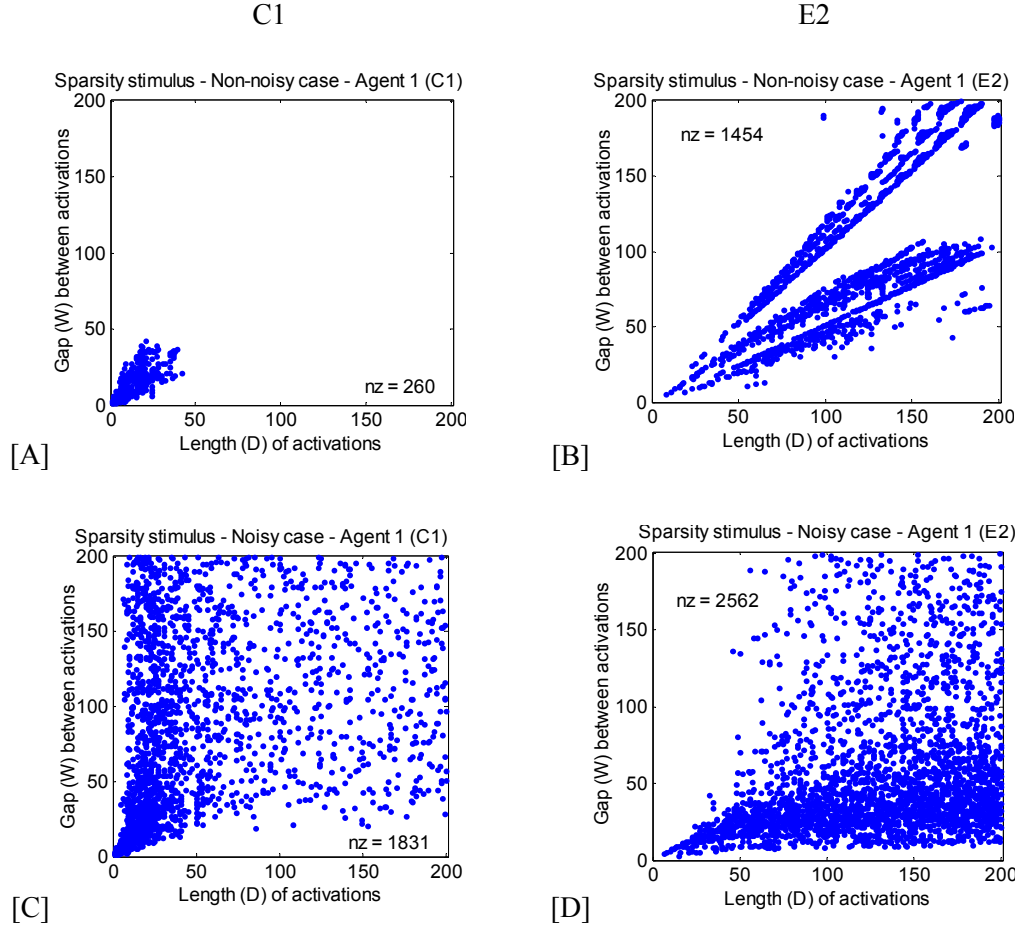 C1
E2
Sparsity stimulus - Non-noisy case - Agent 1 (C1)
200
150
100
50
0
Gap (W) between activations
nz = 260
0 50 100 150 200
Length (D) of activations
[A]
Sparsity stimulus - Non-noisy case - Agent 1 (E2)
200
150
100
50
0
Gap (W) between activations
nz = 1454
0 50 100 150 200
Length (D) of activations
[B]
Sparsity stimulus - Noisy case - Agent 1 (C1)
200
150
100
50
0
Gap (W) between activations
nz = 1831
0 50 100 150 200
Length (D) of activations
[C]
Sparsity stimulus - Noisy case - Agent 1 (E2)
200
150
100
50
0
Gap (W) between activations
nz = 2562
0 50 100 150 200
Length (D) of activations
[D]